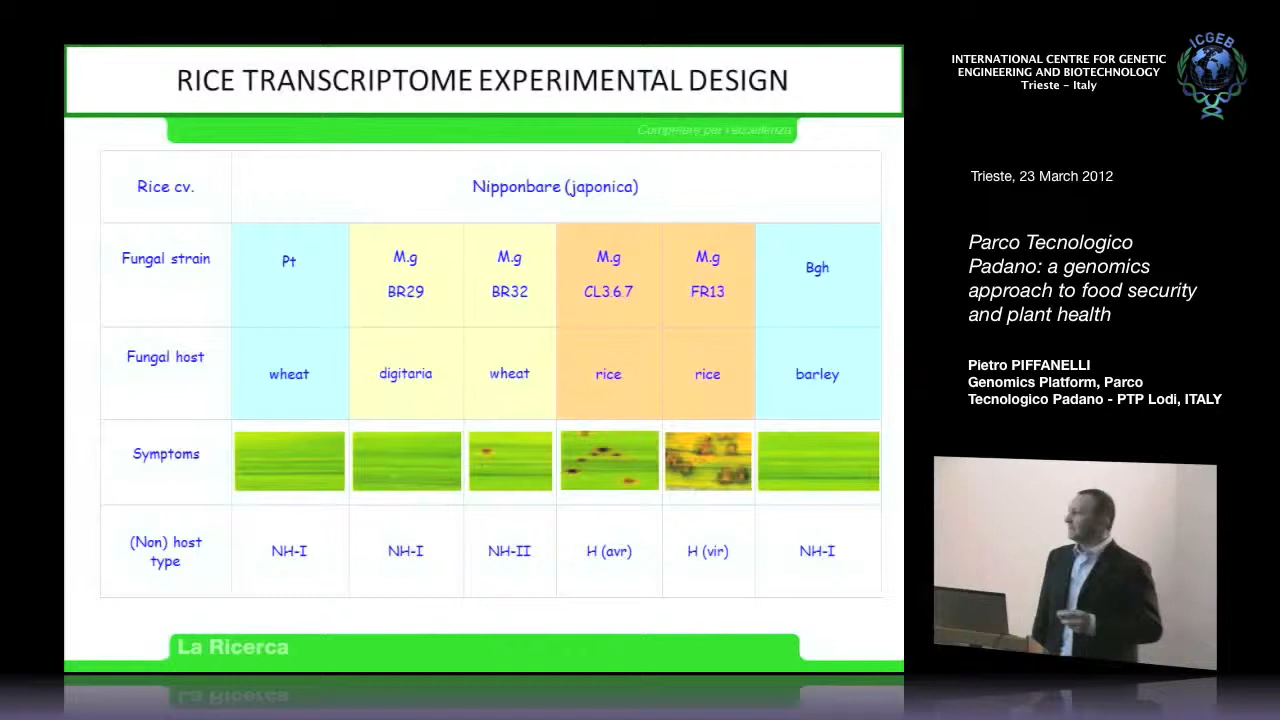 RICE TRANSCRIPTOME EXPERIMENTAL DESIGN
Competere per l'eccellenza
Rice cv.
Nipponbare (japonica)
Fungal strain
Pt
M.g
BR29
M.g
BR32
M.g
CL3.6.7
M.g
FR13
Bgh
Fungal host
wheat
digitaria
wheat
rice
rice
barley
Symptoms
(Non) host
type
NH-I
NH-I
NH-II
H (avr)
H (vir)
NH-I
La Ricerca
ICGEB
INTERNATIONAL CENTRE FOR GENETIC
ENGINEERING AND BIOTECHNOLOGY
Trieste - Italy
Trieste, 23 March 2012
Parco Tecnologico
Padano: a genomics
approach to food security
and plant health
Pietro PIFFANELLI
Genomics Platform, Parco
Tecnologico Padano - PTP Lodi, ITALY